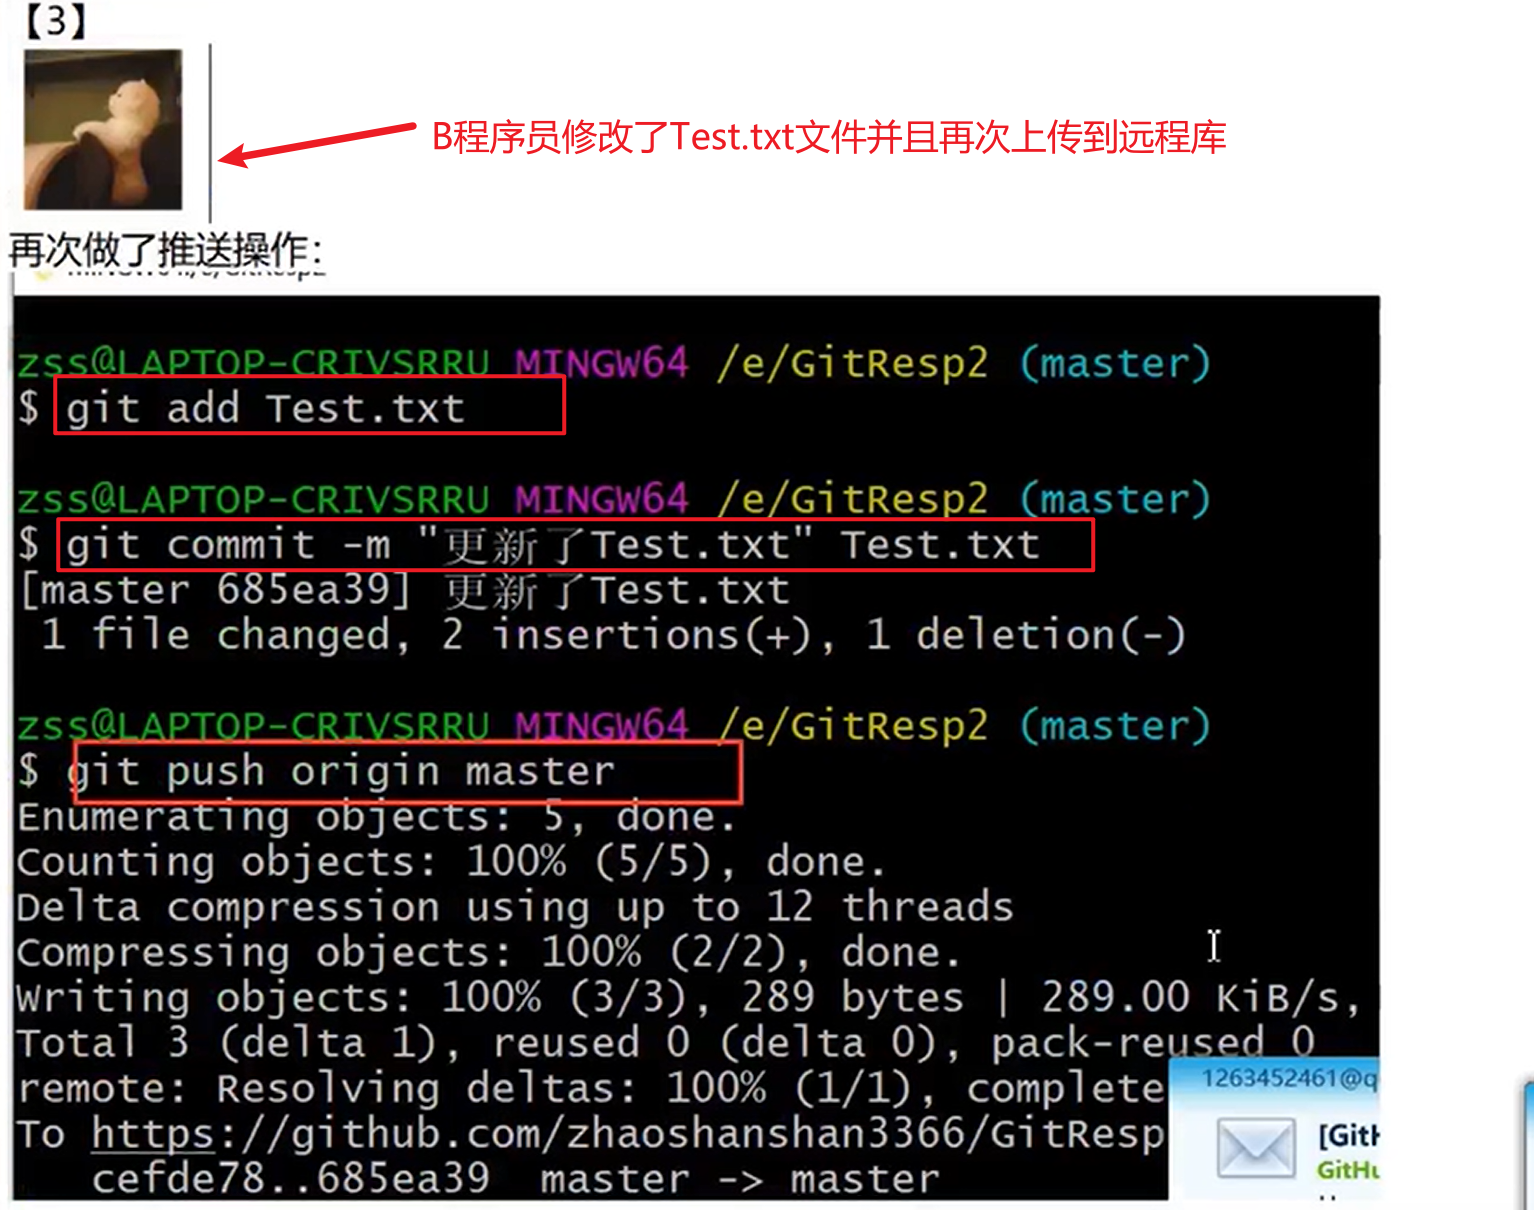 【3】
B程序员修改了Test.txt文件并且再次上传到远程库
再次做了推送操作：
zss@LAPTOP-CRIVSRRU MINGW64 /e/GitResp2 (master)
$ git add Test.txt
zss@LAPTOP-CRIVSRRU MINGW64 /e/GitResp2 (master)
$ git commit -m "更新了Test.txt" Test.txt
[master 685ea39] 更新了Test.txt
1 file changed, 2 insertions(+), 1 deletion(-)
zss@LAPTOP-CRIVSRRU MINGW64 /e/GitResp2 (master)
$ git push origin master
Enumerating objects: 5, done.
Counting objects: 100% (5/5), done.
Delta compression using up to 12 threads
Compressing objects: 100% (2/2), done.
Writing objects: 100% (3/3), 289 bytes | 289.00 KiB/s,
Total 3 (delta 1), reused 0 (delta 0), pack-reused 0
remote: Resolving deltas: 100% (1/1), complete
1263452461@q
To https://github.com/zhaoshanshan3366/GitResp
[GitH
GitHu
cefde78..685ea39 master -> master